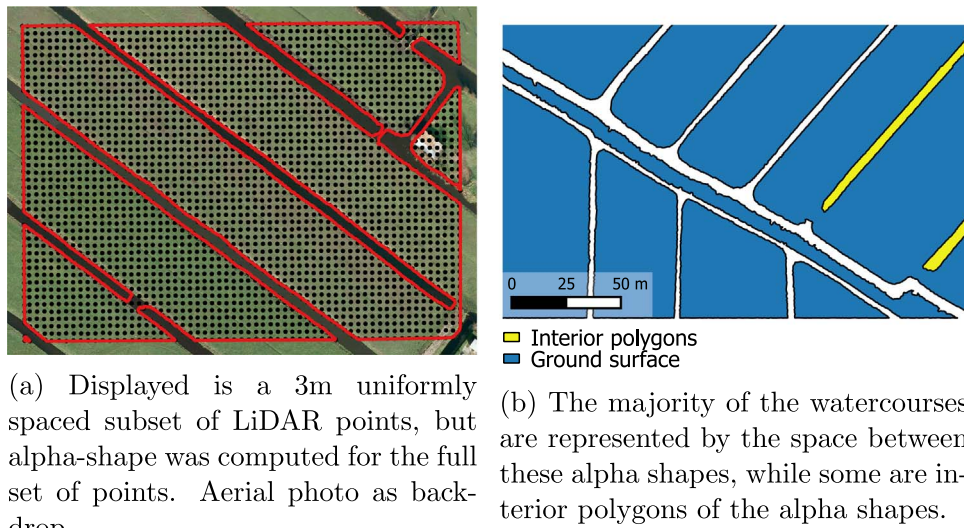 0 25 50 m
Interior polygons
Ground surface
(a) Displayed is a 3m uniformly
spaced subset of LiDAR points, but
alpha-shape was computed for the full
set of points. Aerial photo as back-
drop
(b) The majority of the watercourses
are represented by the space between
these alpha shapes, while some are in-
terior polygons of the alpha shapes.